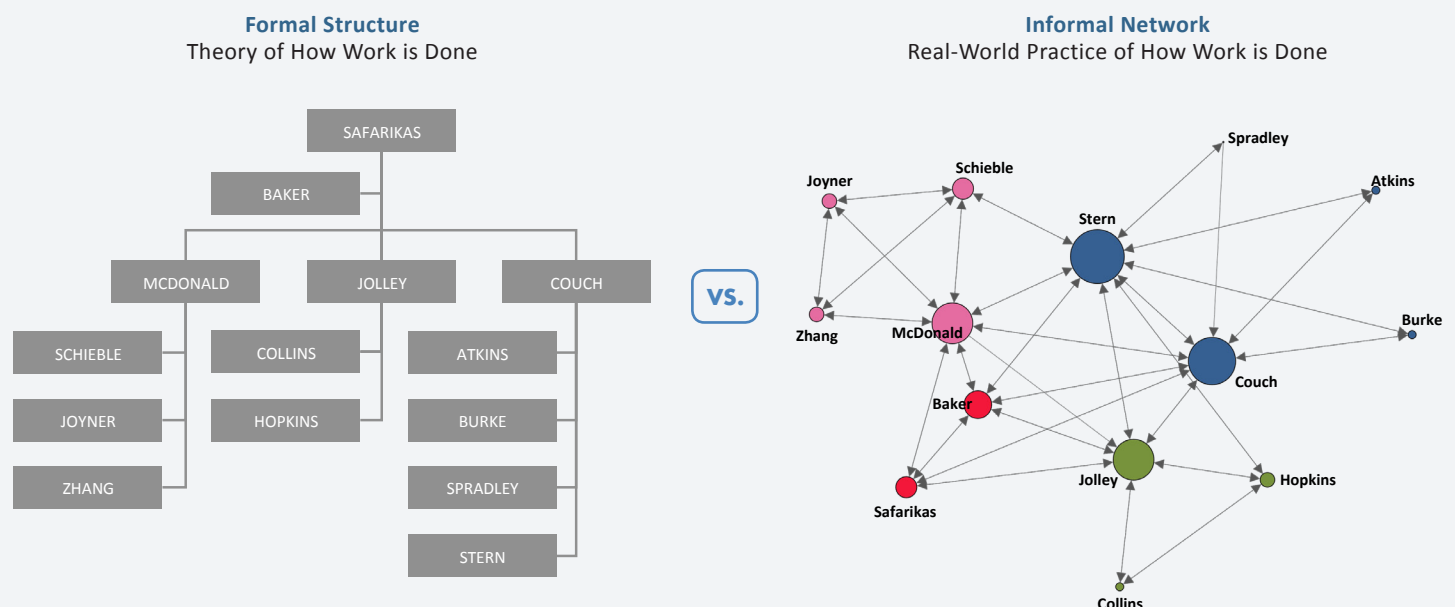 Formal Structure
Theory of How Work is Done
SAFARIKAS
BAKER
MCDONALD
JOLLEY
COUCH
SCHIEBLE
COLLINS
ATKINS
JOYNER
HOPKINS
BURKE
ZHANG
SPRADLEY
STERN
vs.
Informal Network
Real-World Practice of How Work is Done
Spradley
Schieble
Joyner
Atkins
Stern
Burke
Zhang
McDonald
Couch
Baker
Jolley
Hopkins
Safarikas
Collins